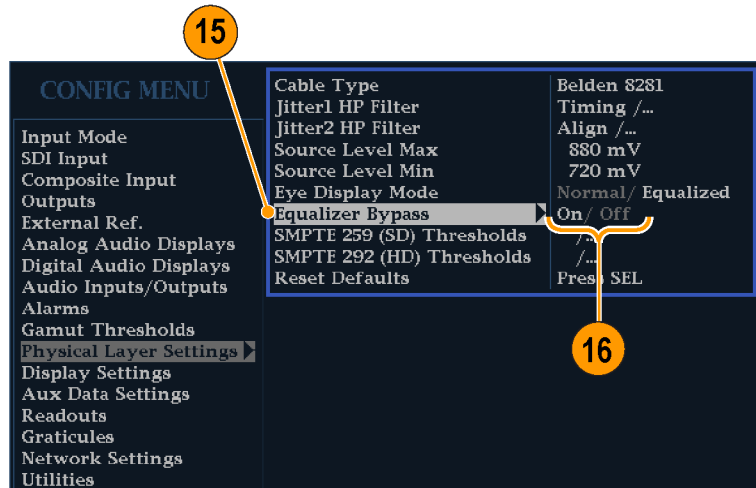 15
CONFIG MENU
Input Mode
SDI Input
Composite Input
Outputs
External Ref.
Analog Audio Displays
Digital Audio Displays
Audio Inputs/Outputs
Alarms
Gamut Thresholds
Physical Layer Settings
Display Settings
Aux Data Settings
Readouts
Graticules
Network Settings
Utilities
Cable Type Belden 8281
Jitter1 HP Filter Timing /...
Jitter2 HP Filter Align /...
Source Level Max 880 mV
Source Level Min 720 mV
Eye Display Mode Normal/ Equalized
Equalizer Bypass On/ Off
SMPTE 259 (SD) Thresholds /...
SMPTE 292 (HD) Thresholds /...
Reset Defaults Press SEL
16